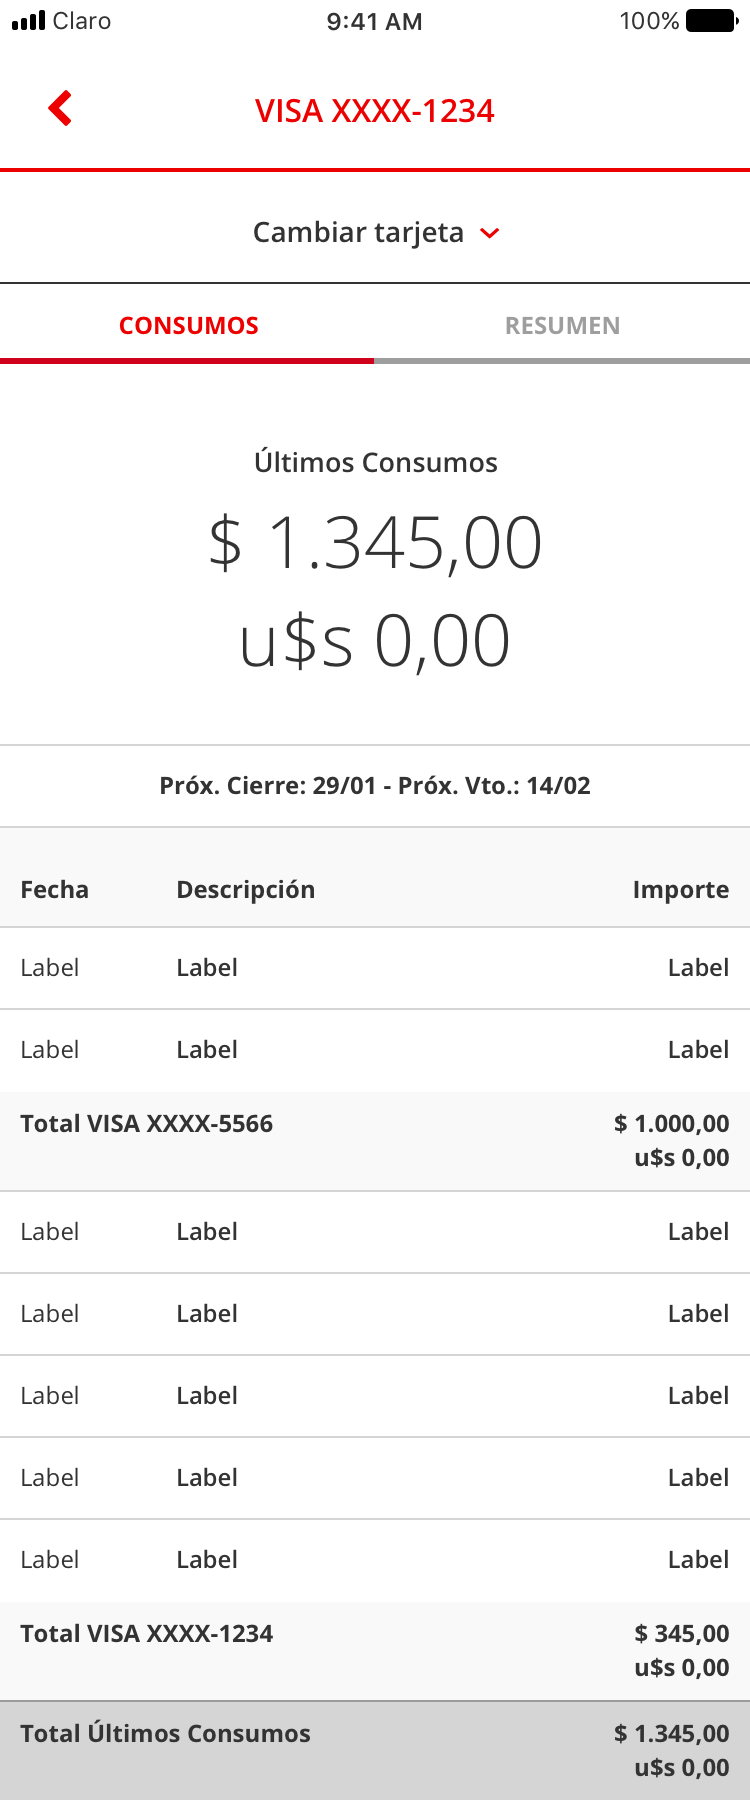 Claro 9:41 AM 100%
VISA XXXX-1234
Cambiar tarjeta
CONSUMOS RESUMEN
Últimos Consumos
$ 1.345,00
u$s 0,00
Próx. Cierre: 29/01 - Próx. Vto.: 14/02
Fecha Descripción Importe
Label Label Label
Label Label Label
Total VISA XXXX-5566 $ 1.000,00
u$s 0,00
Label Label Label
Label Label Label
Label Label Label
Label Label Label
Label Label Label
Total VISA XXXX-1234 $ 345,00
u$s 0,00
Total Últimos Consumos $ 1.345,00
u$s 0,00